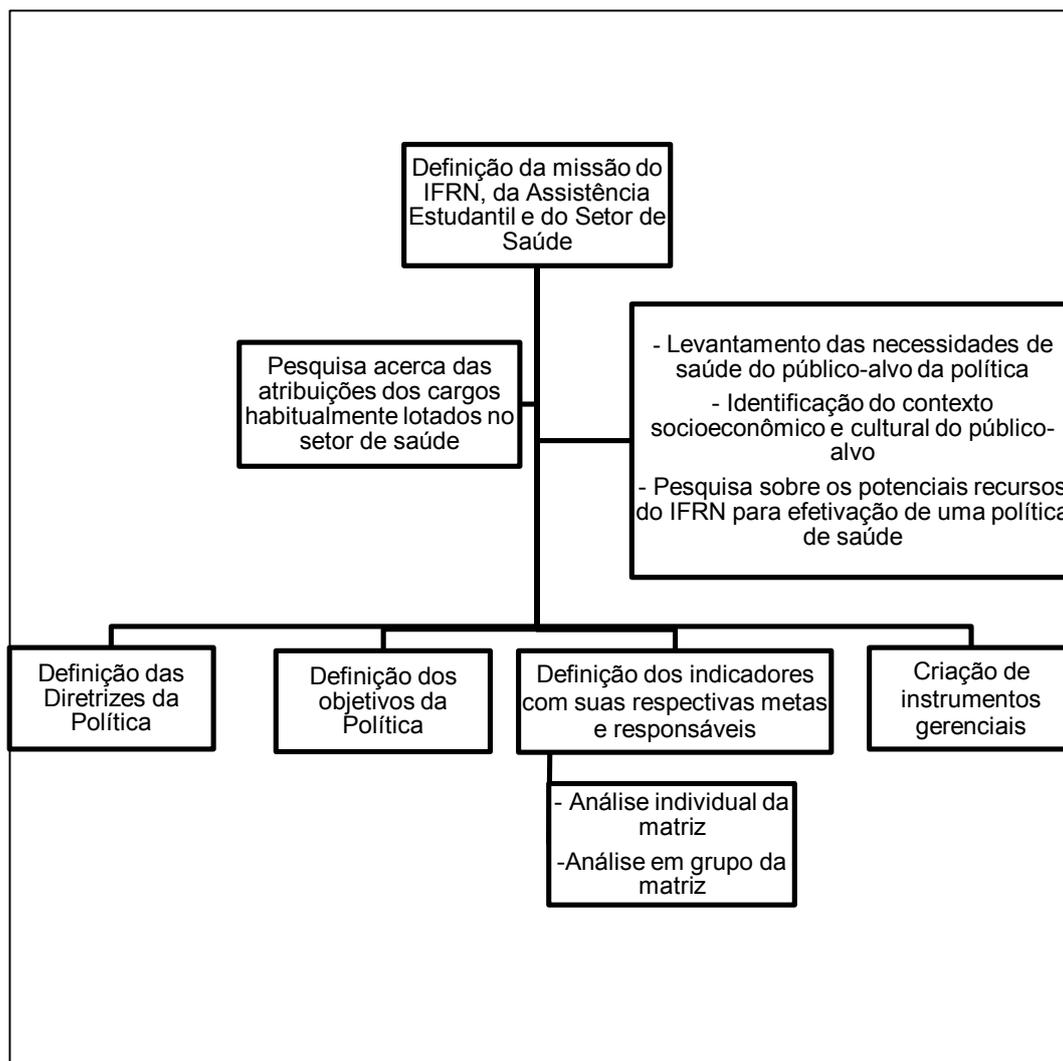 Definição da missão do
IFRN, da Assistência
Estudantil e do Setor de
Saúde
Pesquisa acerca das
atribuições dos cargos
habitualmente lotados no
setor de saúde
- Levantamento das necessidades de
saúde do público-alvo da política
- Identificação do contexto
socioeconômico e cultural do público-
alvo
- Pesquisa sobre os potenciais recursos
do IFRN para efetivação de uma política
de saúde
Definição das
Diretrizes da
Política
Definição dos
objetivos da
Política
Definição dos indicadores
com suas respectivas metas
e responsáveis
Criação de
instrumentos
gerenciais
- Análise individual da
matriz
-Análise em grupo da
matriz